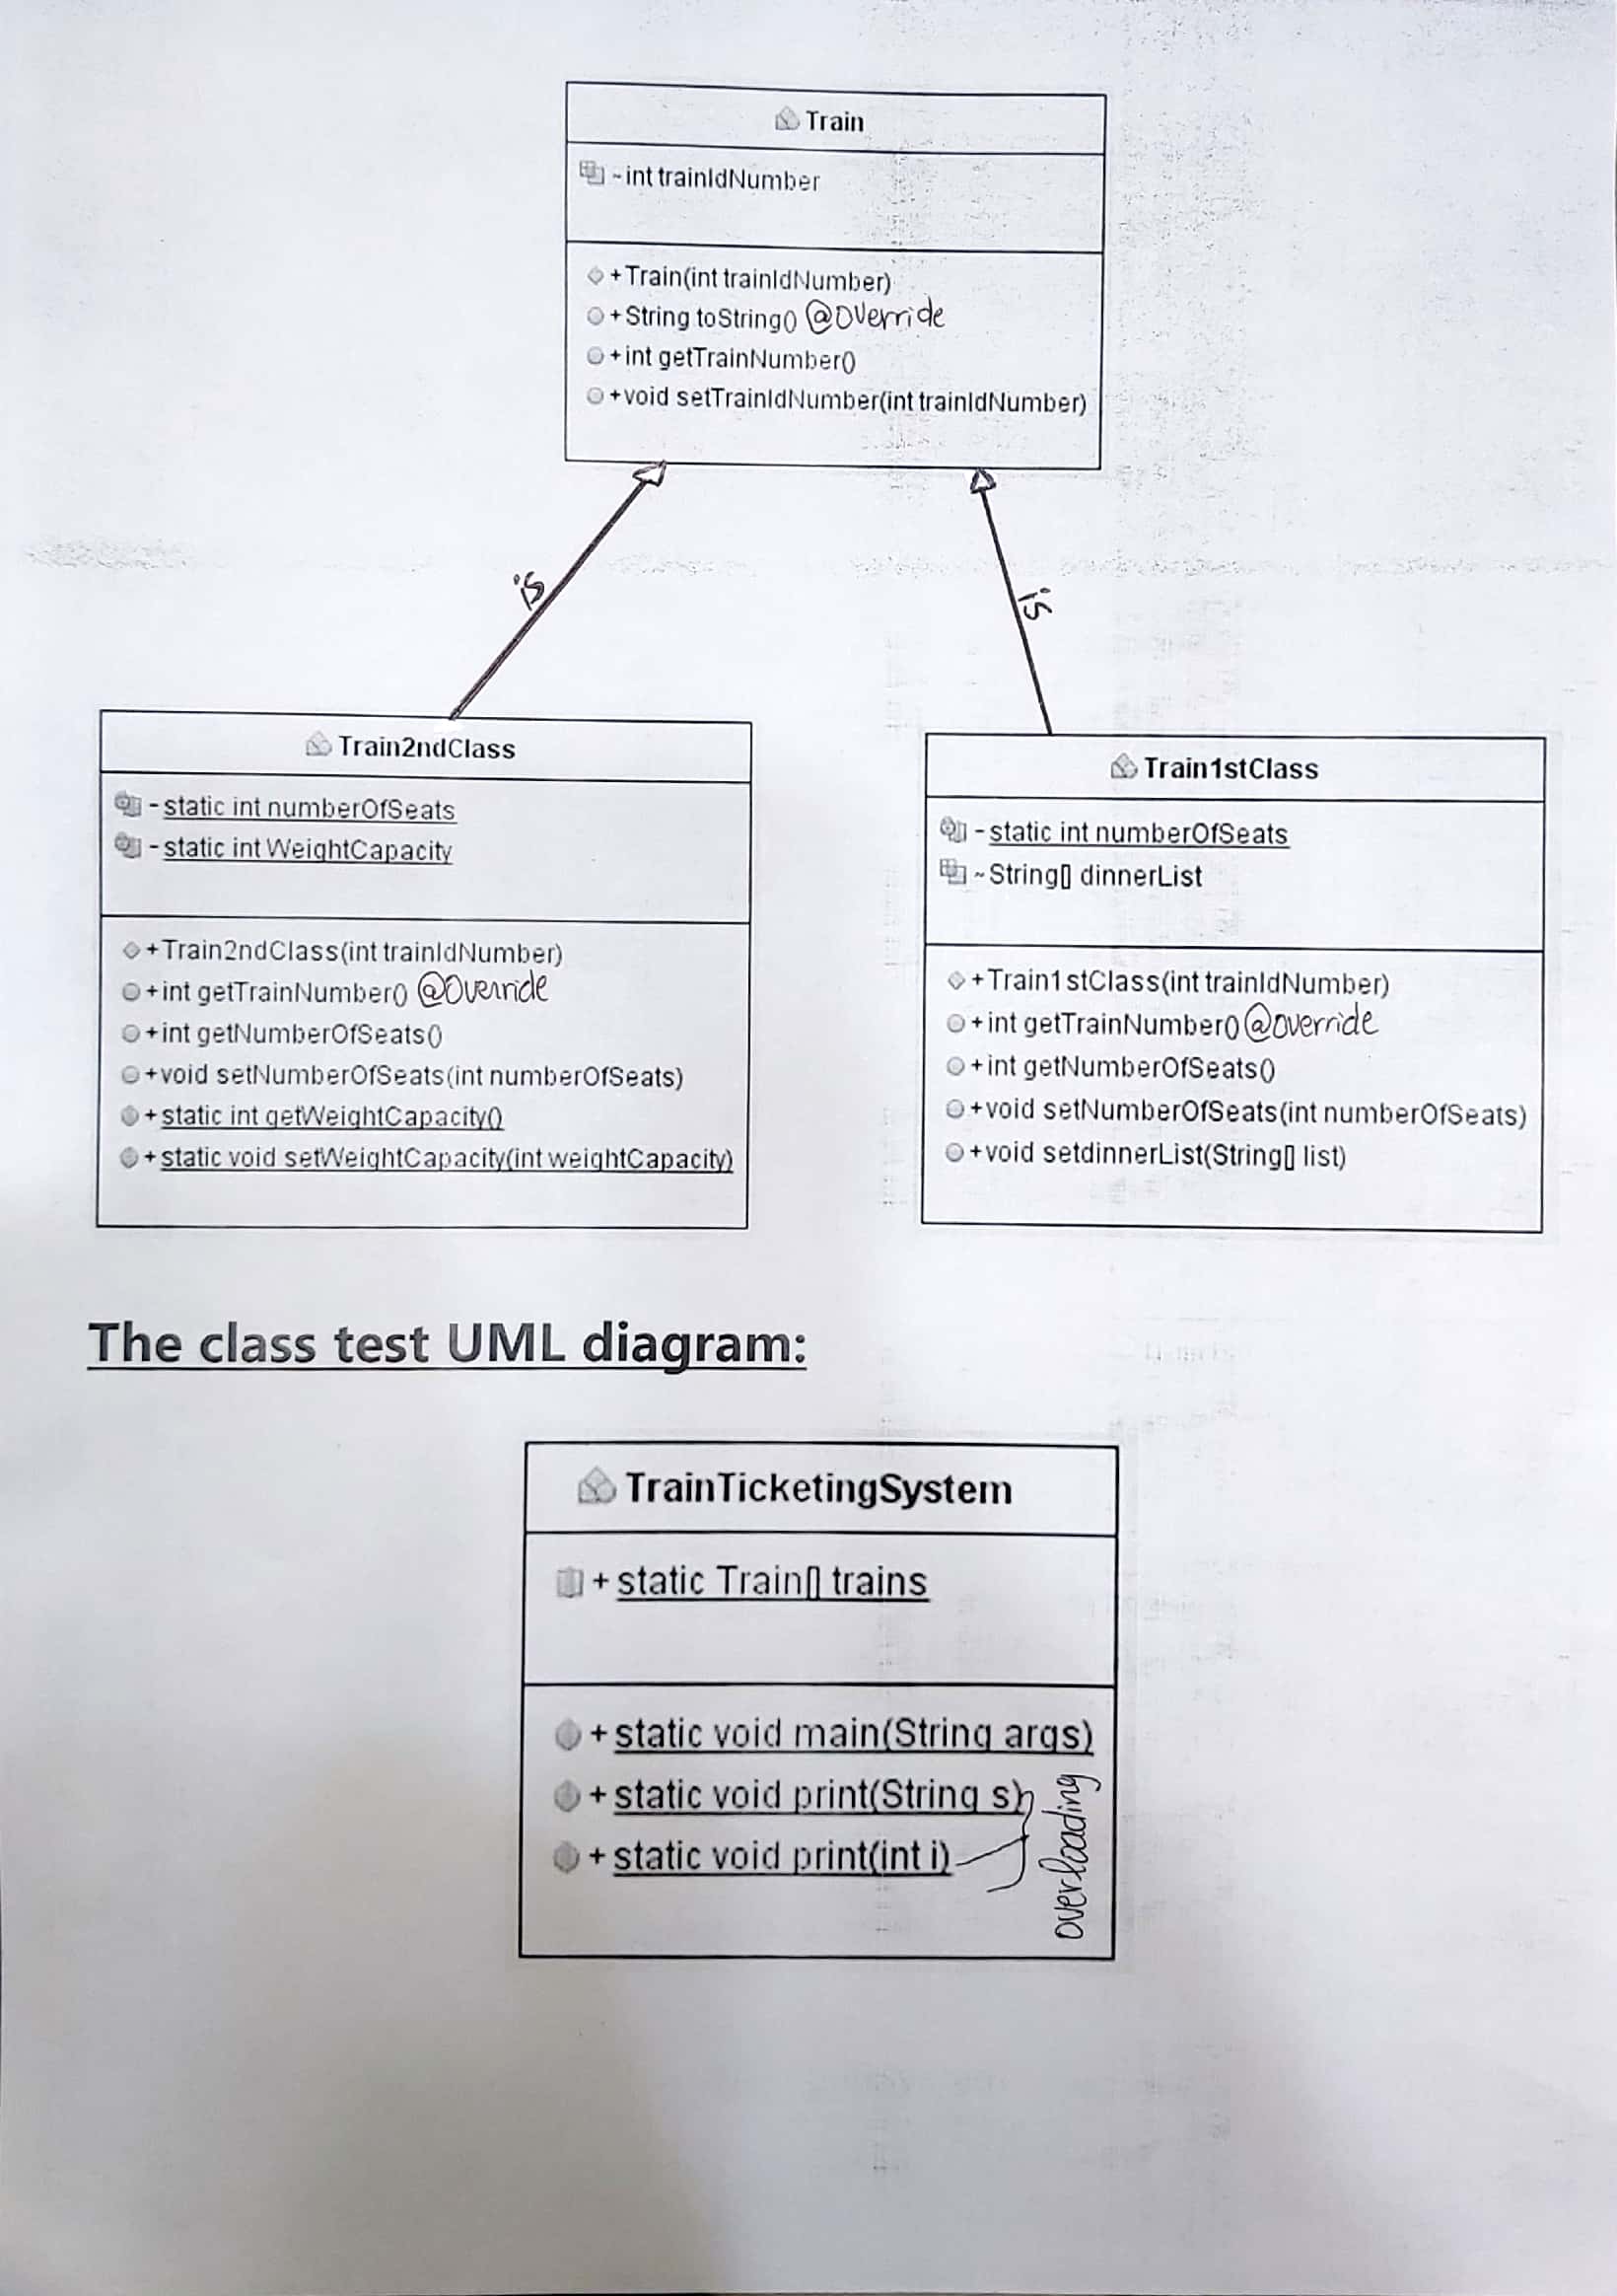 Train
~int trainIdNumber
+Train(int trainIdNumber)
+String toString() @Override
+int getTrainNumber()
+void setTrainIdNumber(int trainIdNumber)
is
is
Train2ndClass
-static int numberOfSeats
-static int WeightCapacity
+Train2ndClass(int trainIdNumber)
+int getTrainNumber() @Override
+int getNumberOfSeats()
+void setNumberOfSeats(int numberOfSeats)
+static int getWeightCapacity()
+static void setWeightCapacity(int weightCapacity)
Train1stClass
-static int numberOfSeats
~String[] dinnerList
+Train1stClass(int trainIdNumber)
+int getTrainNumber() @override
+int getNumberOfSeats()
+void setNumberOfSeats(int numberOfSeats)
+void setdinnerList(String[] list)
The class test UML diagram:
TrainTicketingSystem
+ static Train[] trains
+ static void main(String args)
+ static void print(String s)
+ static void print(int i)
overloading